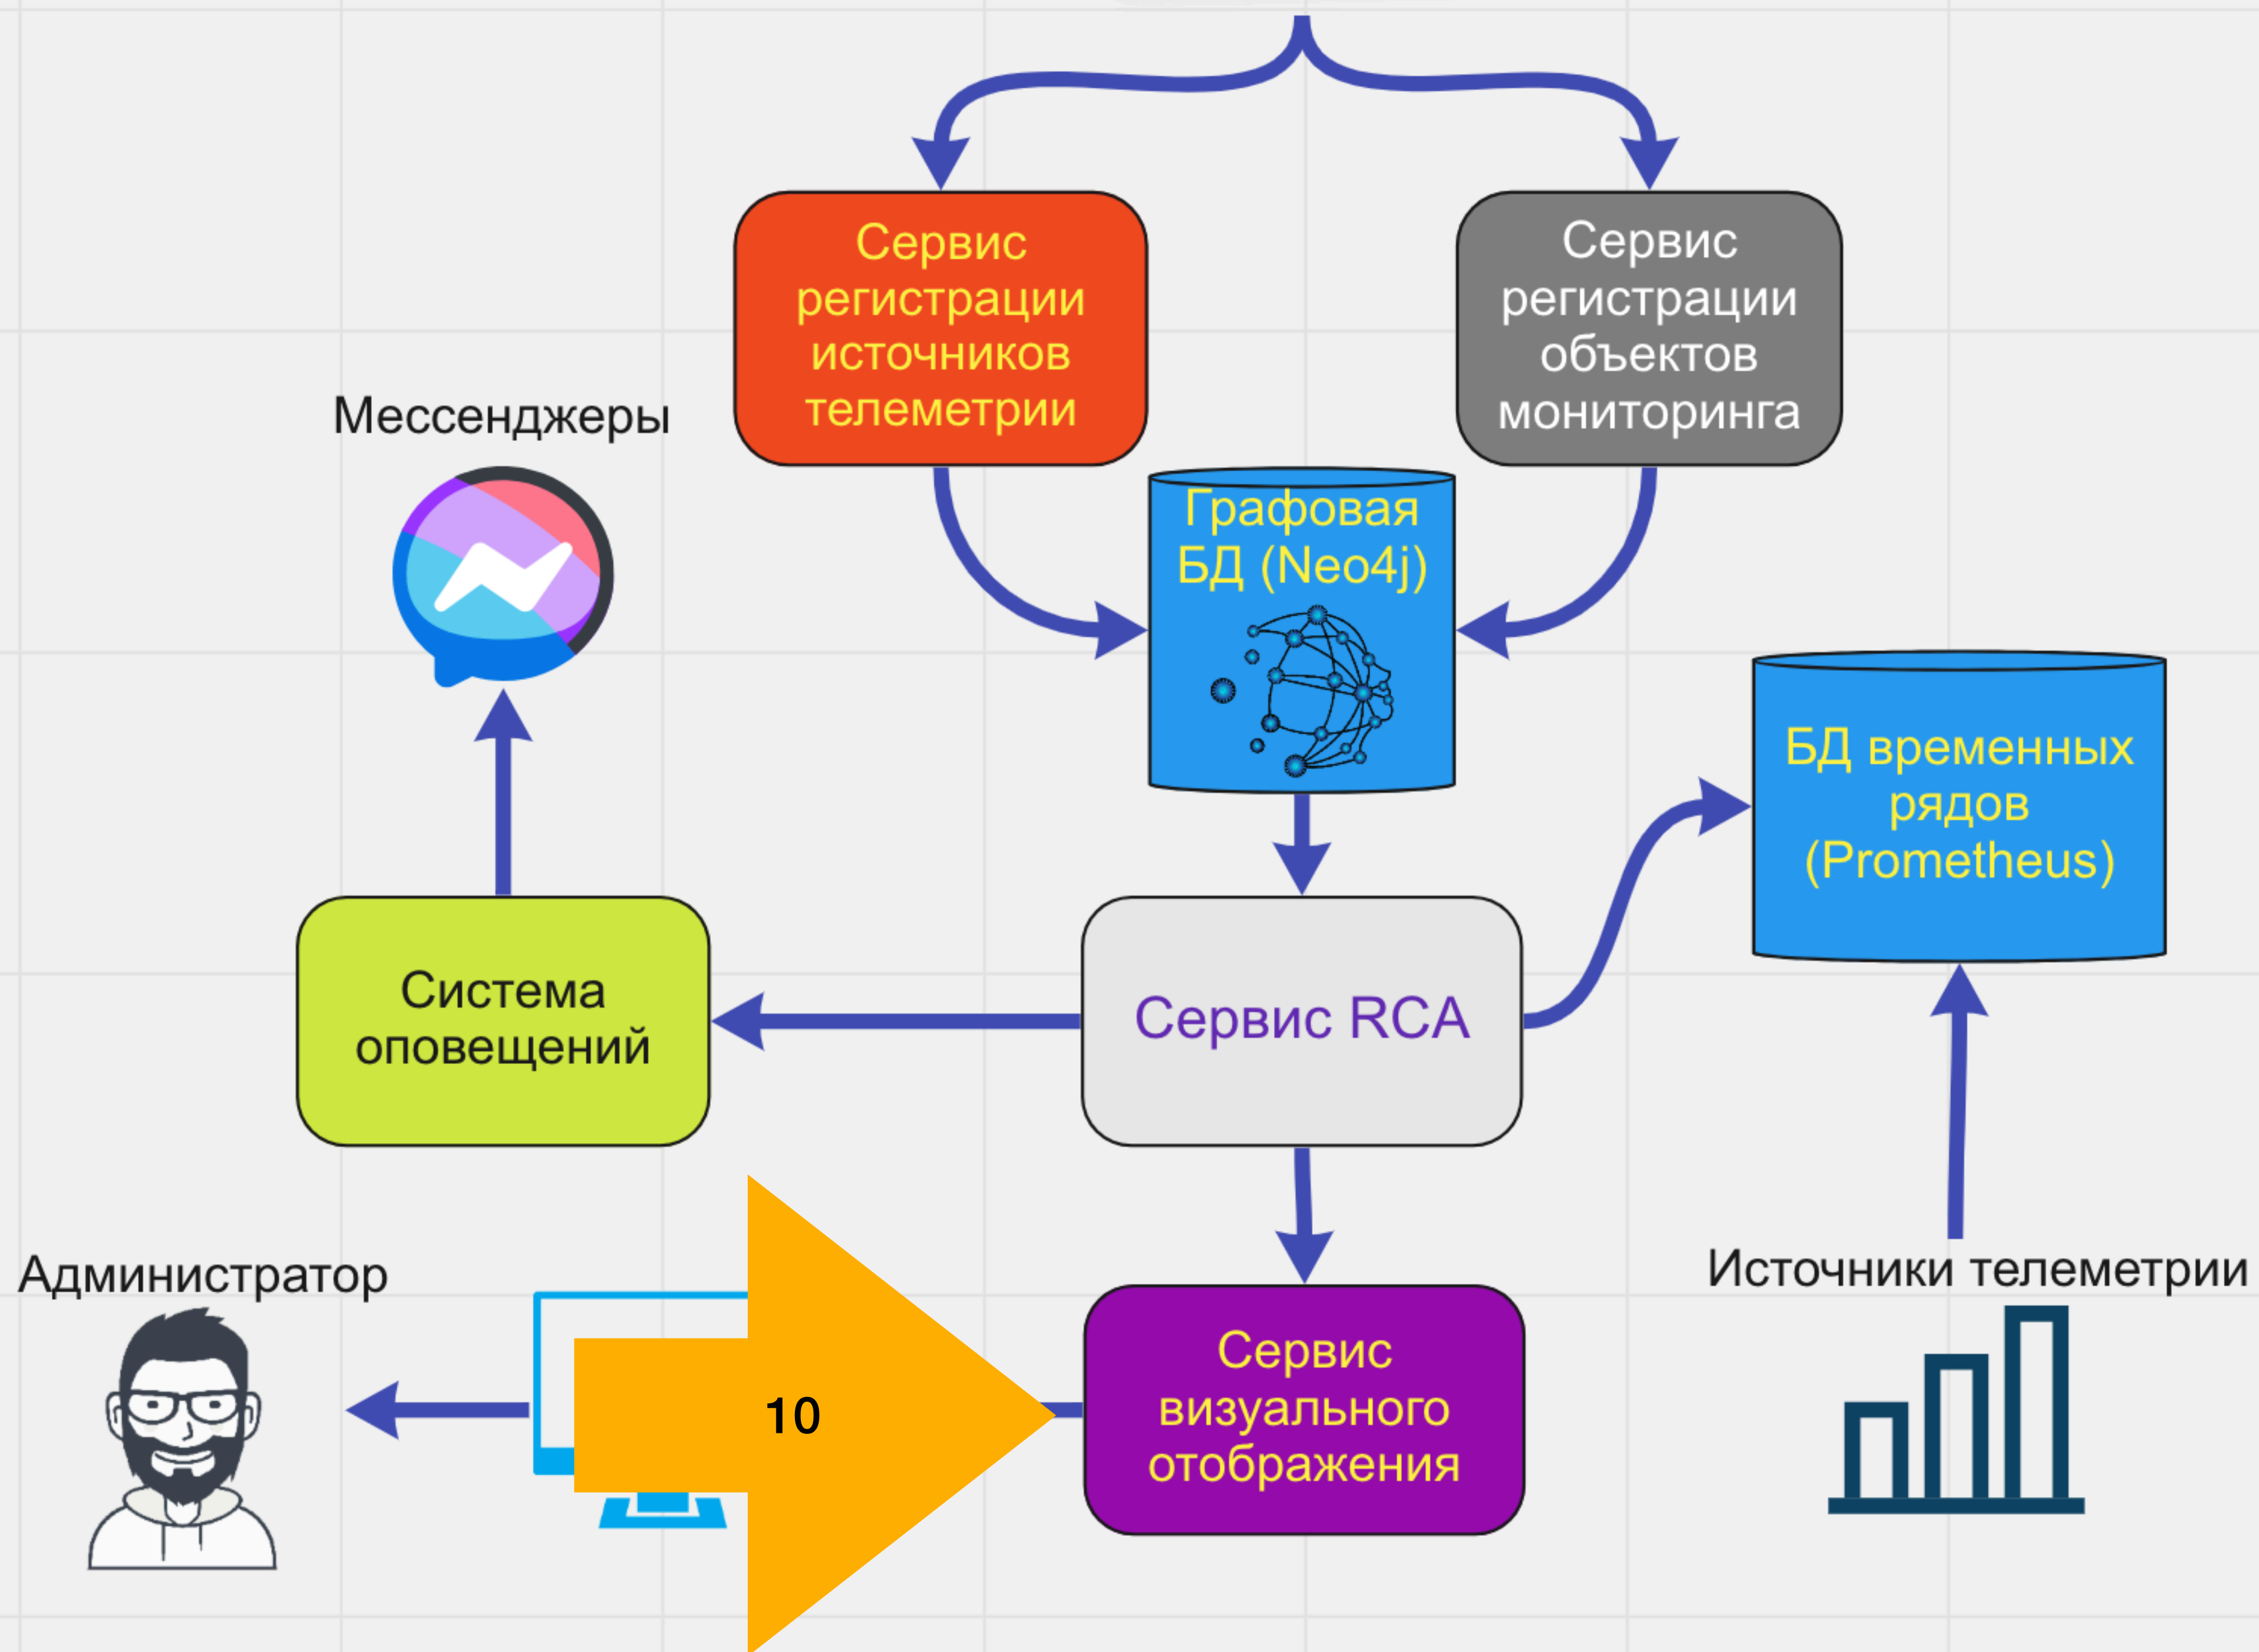 Сервис
регистрации
источников
телеметрии
Сервис
регистрации
объектов
мониторинга
Мессенджеры
Графовая
БД (Neo4j)
БД временных
рядов
(Prometheus)
Система
оповещений
Сервис RCA
Администратор
Источники телеметрии
10
Сервис
визуального
отображения